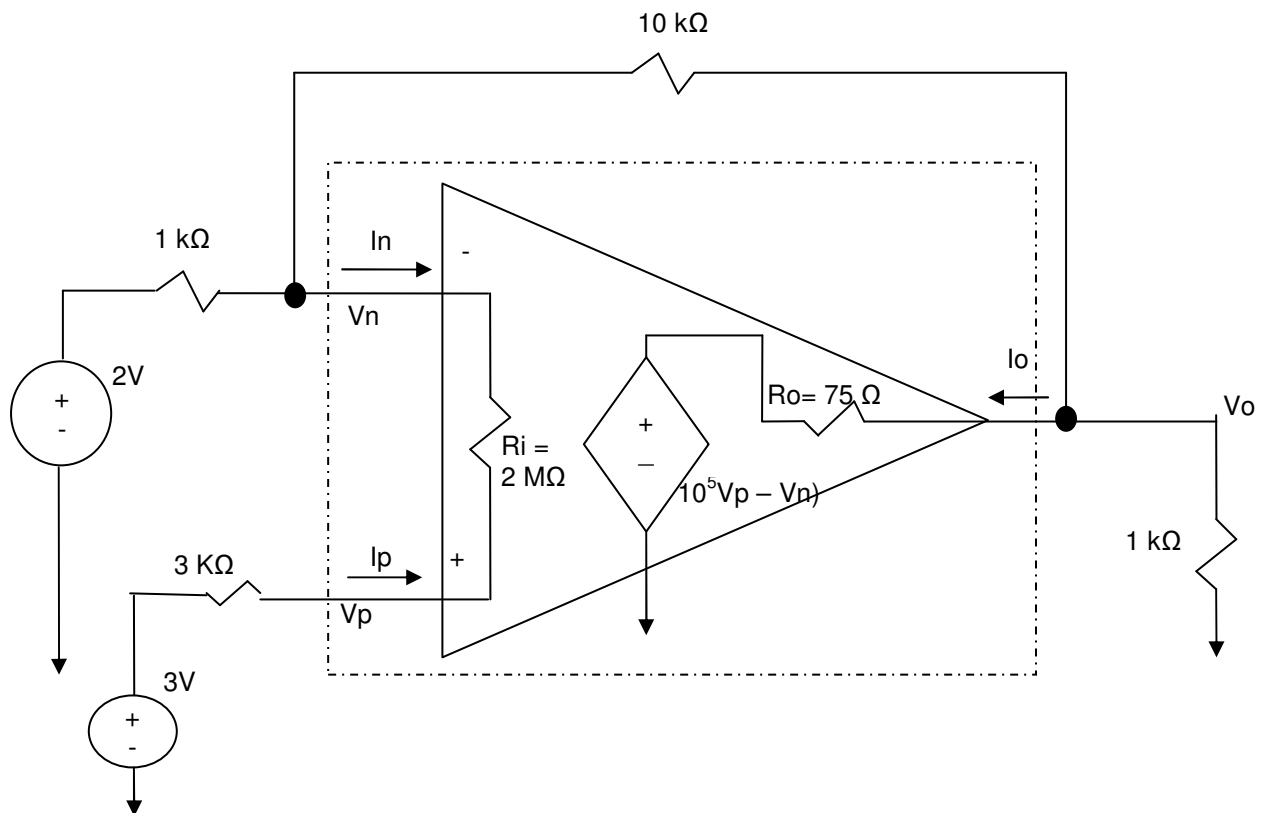 10 kΩ
1 kΩ
In
-
Vn
2V
+
-
Io
Ro= 75 Ω
Vo
+
–
Ri =
2 MΩ
10⁵Vp – Vn)
1 kΩ
3 KΩ
Ip
+
Vp
3V
+
-